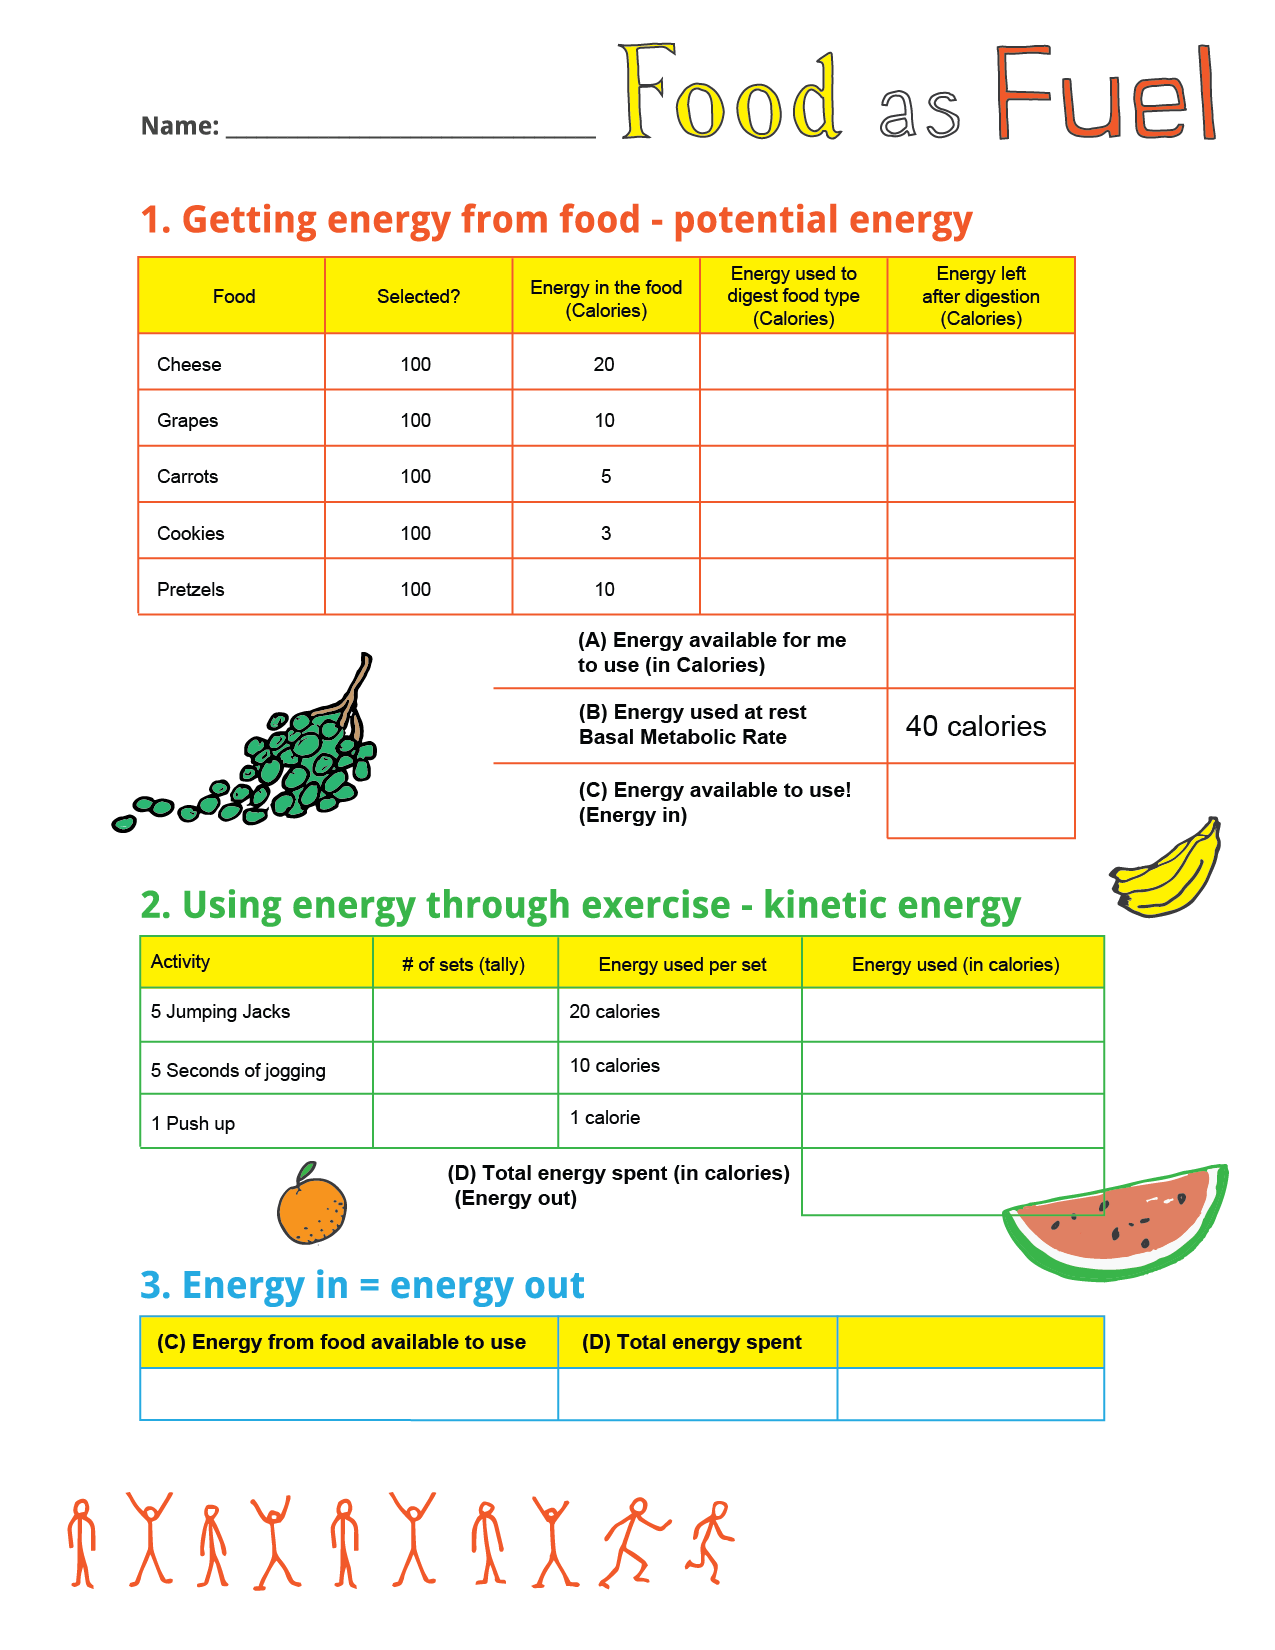 Name: ____________________________ Food as Fuel
1. Getting energy from food - potential energy
Food Selected? Energy in the food (Calories) Energy used to digest food type (Calories) Energy left after digestion (Calories)
Cheese 100 20
Grapes 100 10
Carrots 100 5
Cookies 100 3
Pretzels 100 10
(A) Energy available for me
to use (in Calories)
(B) Energy used at rest
Basal Metabolic Rate
40 calories
(C) Energy available to use!
(Energy in)
2. Using energy through exercise - kinetic energy
Activity # of sets (tally) Energy used per set Energy used (in calories)
5 Jumping Jacks 20 calories
5 Seconds of jogging 10 calories
1 Push up 1 calorie
(D) Total energy spent (in calories)
(Energy out)
3. Energy in = energy out
(C) Energy from food available to use (D) Total energy spent